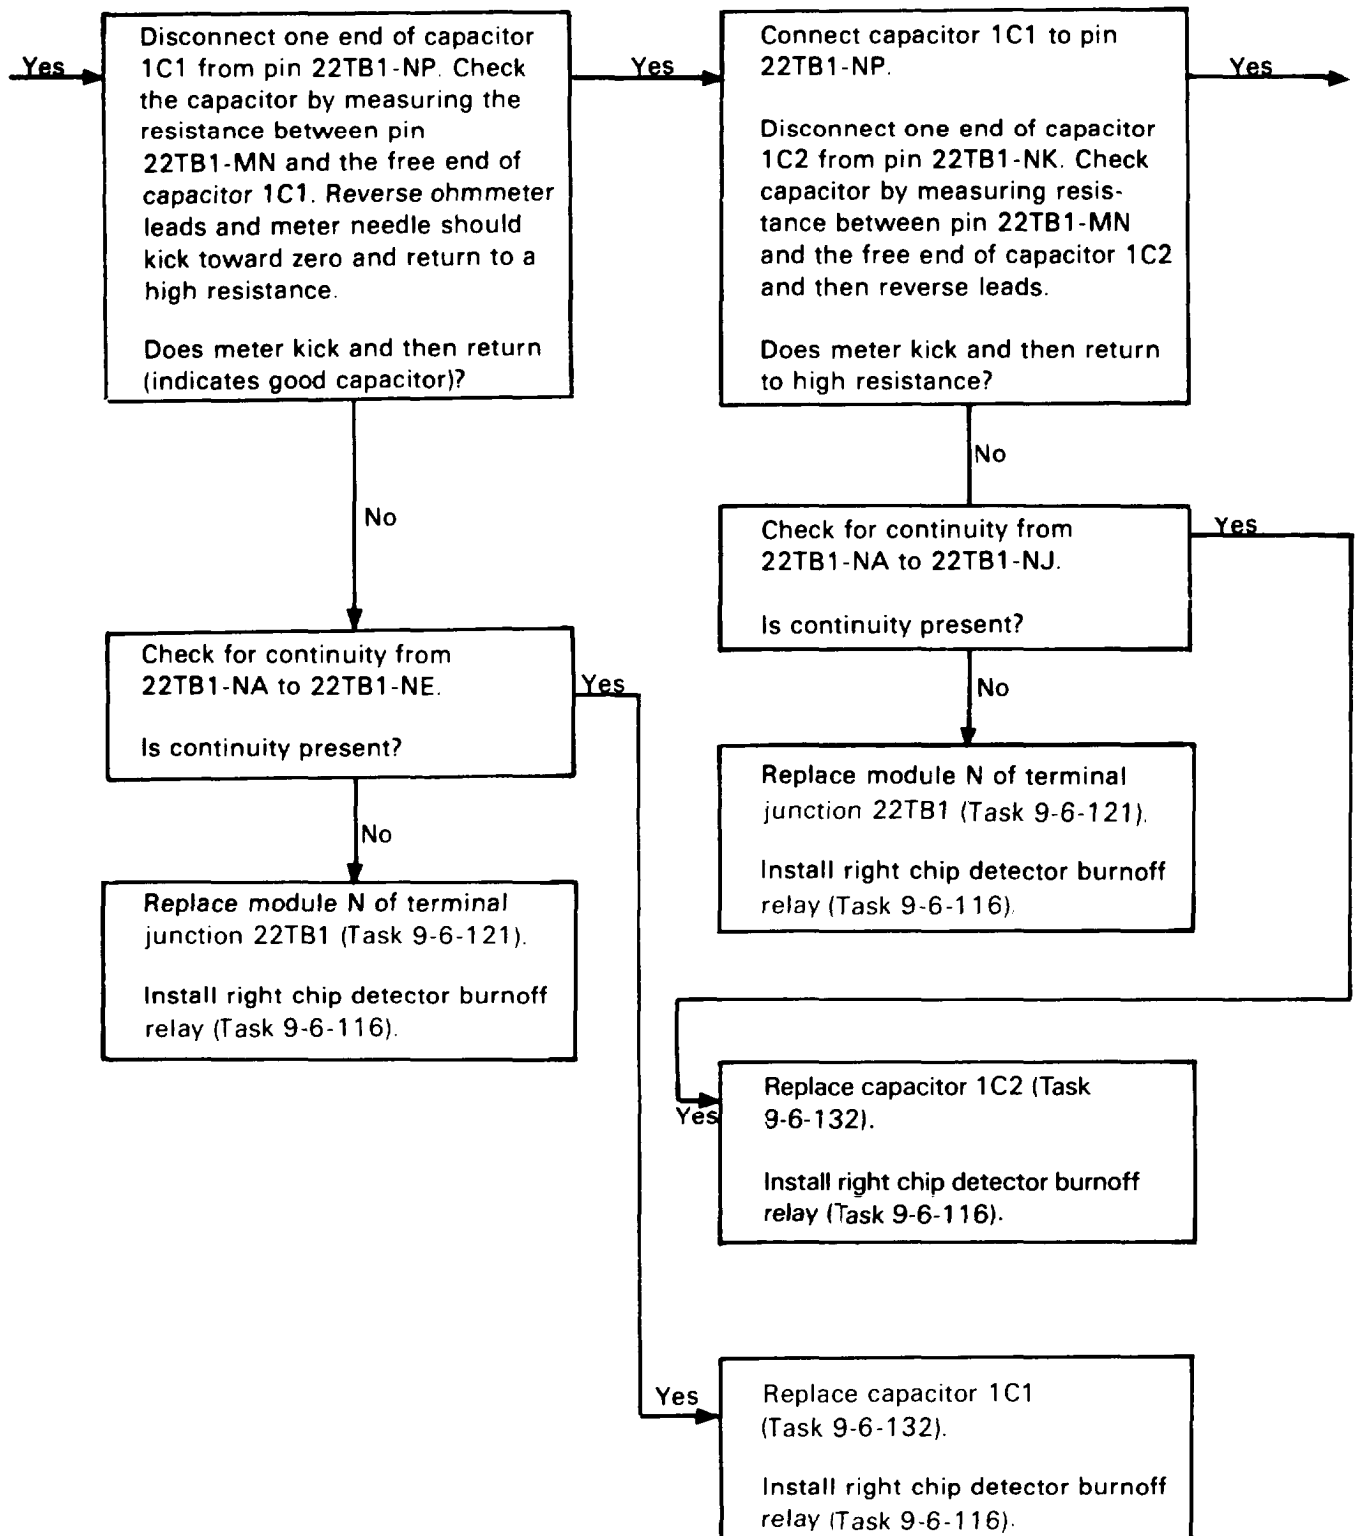 Yes
Disconnect one end of capacitor
1C1 from pin 22TB1-NP. Check
the capacitor by measuring the
resistance between pin
22TB1-MN and the free end of
capacitor 1C1. Reverse ohmmeter
leads and meter needle should
kick toward zero and return to a
high resistance.
Does meter kick and then return
(indicates good capacitor)?
Yes
Connect capacitor 1C1 to pin
22TB1-NP.
Disconnect one end of capacitor
1C2 from pin 22TB1-NK. Check
capacitor by measuring resis-
tance between pin 22TB1-MN
and the free end of capacitor 1C2
and then reverse leads.
Does meter kick and then return
to high resistance?
Yes
No
No
Check for continuity from
22TB1-NA to 22TB1-NJ.
Is continuity present?
Yes
Check for continuity from
22TB1-NA to 22TB1-NE.
Is continuity present?
Yes
No
Replace module N of terminal
junction 22TB1 (Task 9-6-121).
Install right chip detector burnoff
relay (Task 9-6-116).
No
Replace module N of terminal
junction 22TB1 (Task 9-6-121).
Install right chip detector burnoff
relay (Task 9-6-116).
Yes
Replace capacitor 1C2 (Task
9-6-132).
Install right chip detector burnoff
relay (Task 9-6-116).
Yes
Replace capacitor 1C1
(Task 9-6-132).
Install right chip detector burnoff
relay (Task 9-6-116).